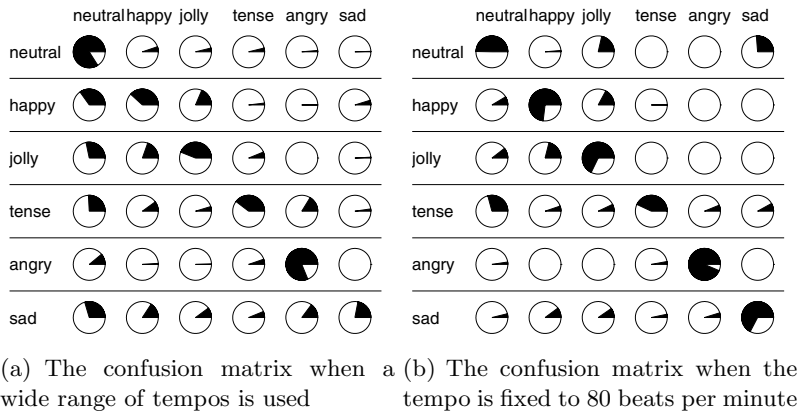 neutral happy jolly tense angry sad
neutral
happy
jolly
tense
angry
sad
(a) The confusion matrix when a
wide range of tempos is used
neutral happy jolly tense angry sad
neutral
happy
jolly
tense
angry
sad
(b) The confusion matrix when the
tempo is fixed to 80 beats per minute